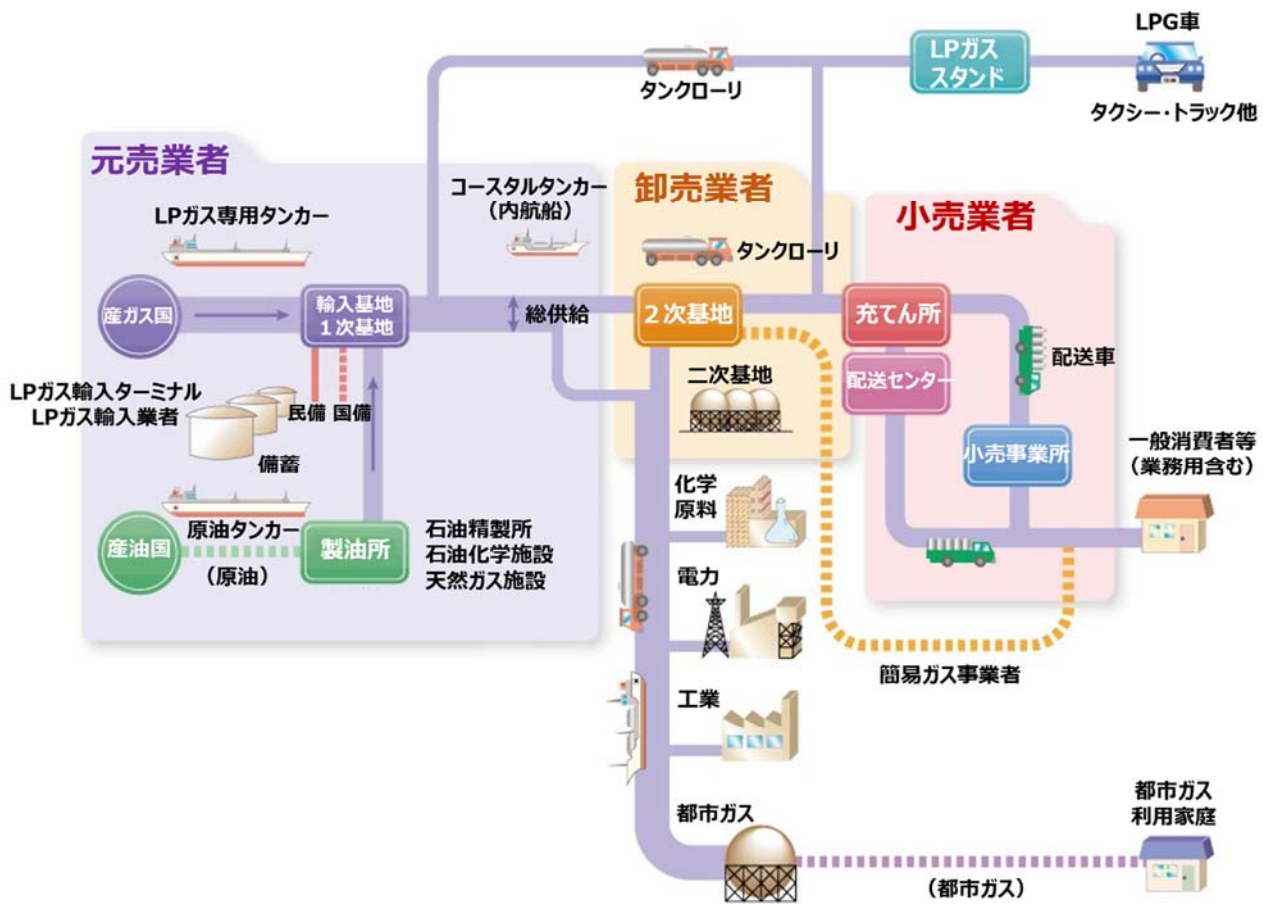 LPG車
LPガス
スタンド
タンクローリ
タクシー・トラック他
元売業者
コースタルタンカー
（内航船）
卸売業者
小売業者
LPガス専用タンカー
タンクローリ
産ガス国
輸入基地
１次基地
総供給
２次基地
充てん所
配送センター
配送車
LPガス輸入ターミナル
LPガス輸入業者
民備
国備
備蓄
二次基地
小売事業所
一般消費者等
（業務用含む）
原油タンカー
産油国
（原油）
製油所
石油精製所
石油化学施設
天然ガス施設
化学
原料
電力
簡易ガス事業者
工業
都市ガス
都市ガス
利用家庭
（都市ガス）